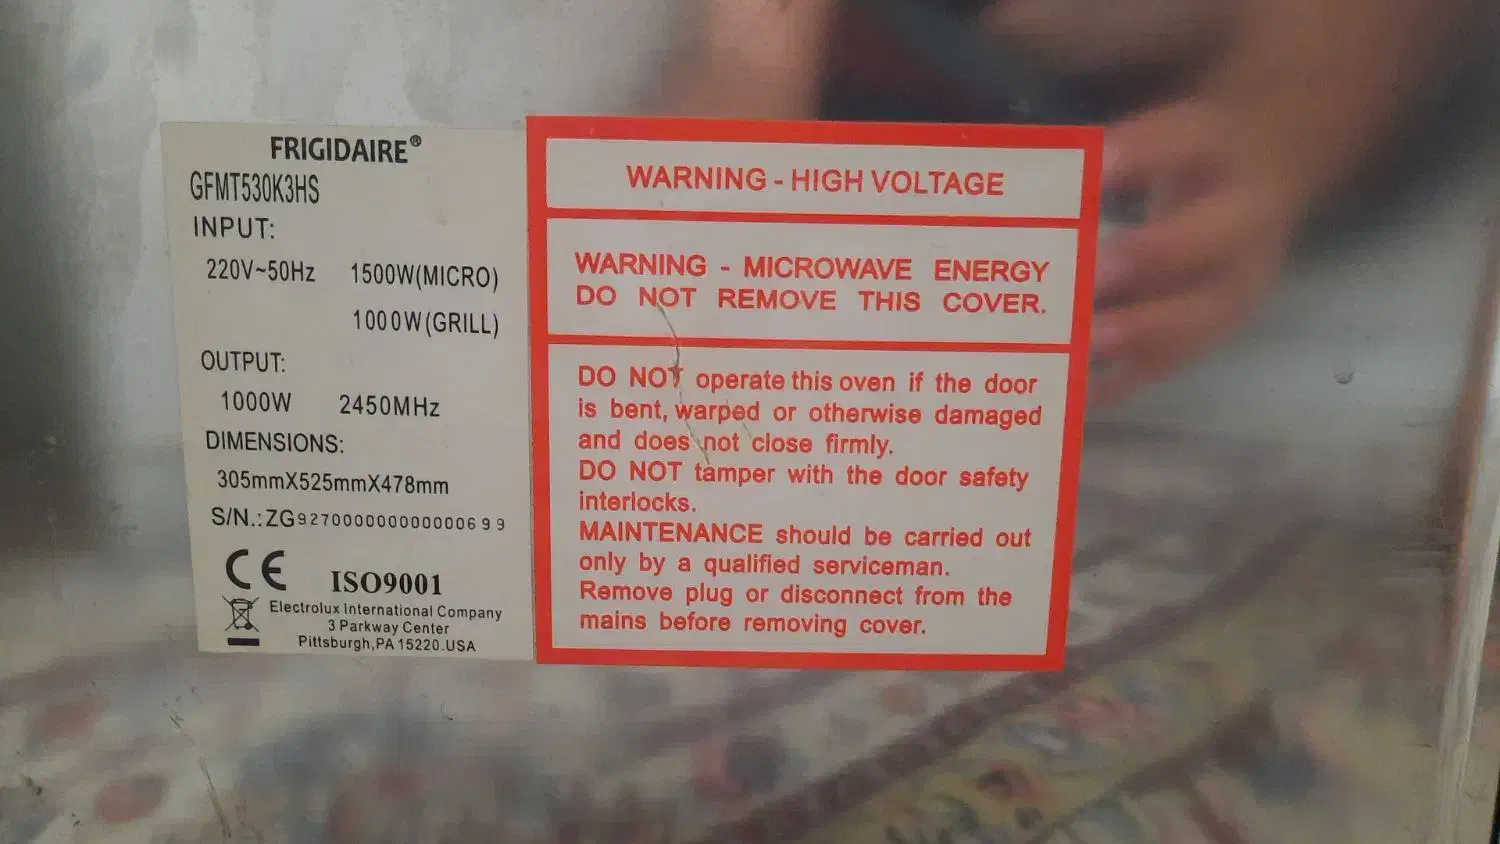 FRIGIDAIRE®
GFMT530K3HS
INPUT:
220V~50Hz 1500W(MICRO)
1000W(GRILL)
OUTPUT:
1000W 2450MHz
DIMENSIONS:
305mmX525mmX478mm
S/N.:ZG9270000000000000699
CE ISO9001
Electrolux International Company
3 Parkway Center
Pittsburgh,PA 15220.USA
WARNING - HIGH VOLTAGE
WARNING - MICROWAVE ENERGY
DO NOT REMOVE THIS COVER.
DO NOT operate this oven if the door
is bent, warped or otherwise damaged
and does not close firmly.
DO NOT tamper with the door safety
interlocks.
MAINTENANCE should be carried out
only by a qualified serviceman.
Remove plug or disconnect from the
mains before removing cover.